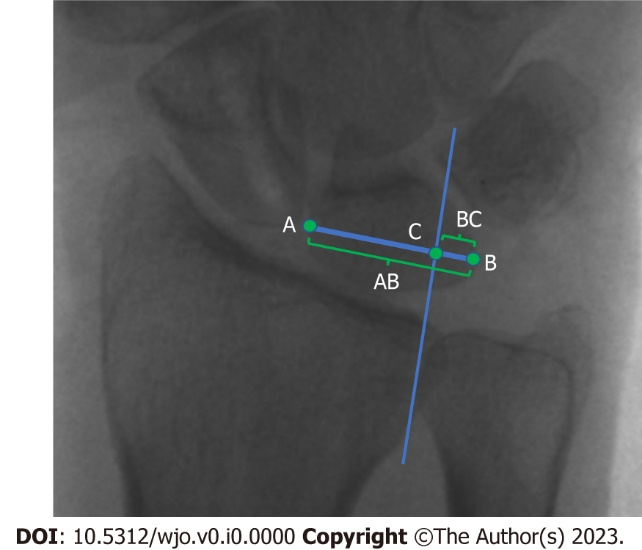 BC
C
A
B
AB
DOI: 10.5312/wjo.v0.i0.0000 Copyright ©The Author(s) 2023.